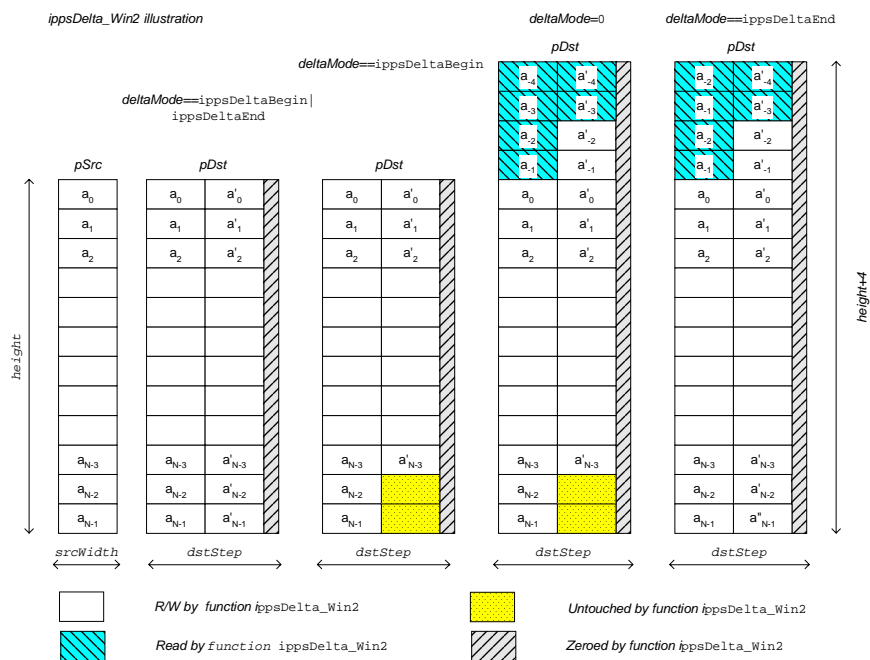 ippsDelta_Win2 illustration
deltaMode=0
deltaMode==ippsDeltaEnd
deltaMode==ippsDeltaBegin
pDst
pDst
deltaMode==ippsDeltaBegin|
ippsDeltaEnd
pSrc
pDst
pDst
a-4 a'-4 a-2 a'-4
a-3 a'-3 a-1 a'-3
a-2 a'-2 a-2 a'-2
a-1 a'-1 a-1 a'-1
a0 a0 a'0 a0 a'0 a0 a'0 a0 a'0
a1 a1 a'1 a1 a'1 a1 a'1 a1 a'1
a2 a2 a'2 a2 a'2 a2 a'2 a2 a'2
height
height+4
aN-3 aN-3 a'N-3 aN-3 a'N-3 aN-3 a'N-3 aN-3 a'N-3
aN-2 aN-2 a'N-2 aN-2 aN-2 aN-2 a'N-2
aN-1 aN-1 a'N-1 aN-1 aN-1 aN-1 a"N-1
srcWidth dstStep dstStep dstStep dstStep
R/W by function ippsDelta_Win2
Untouched by function ippsDelta_Win2
Read by function ippsDelta_Win2
Zeroed by function ippsDelta_Win2